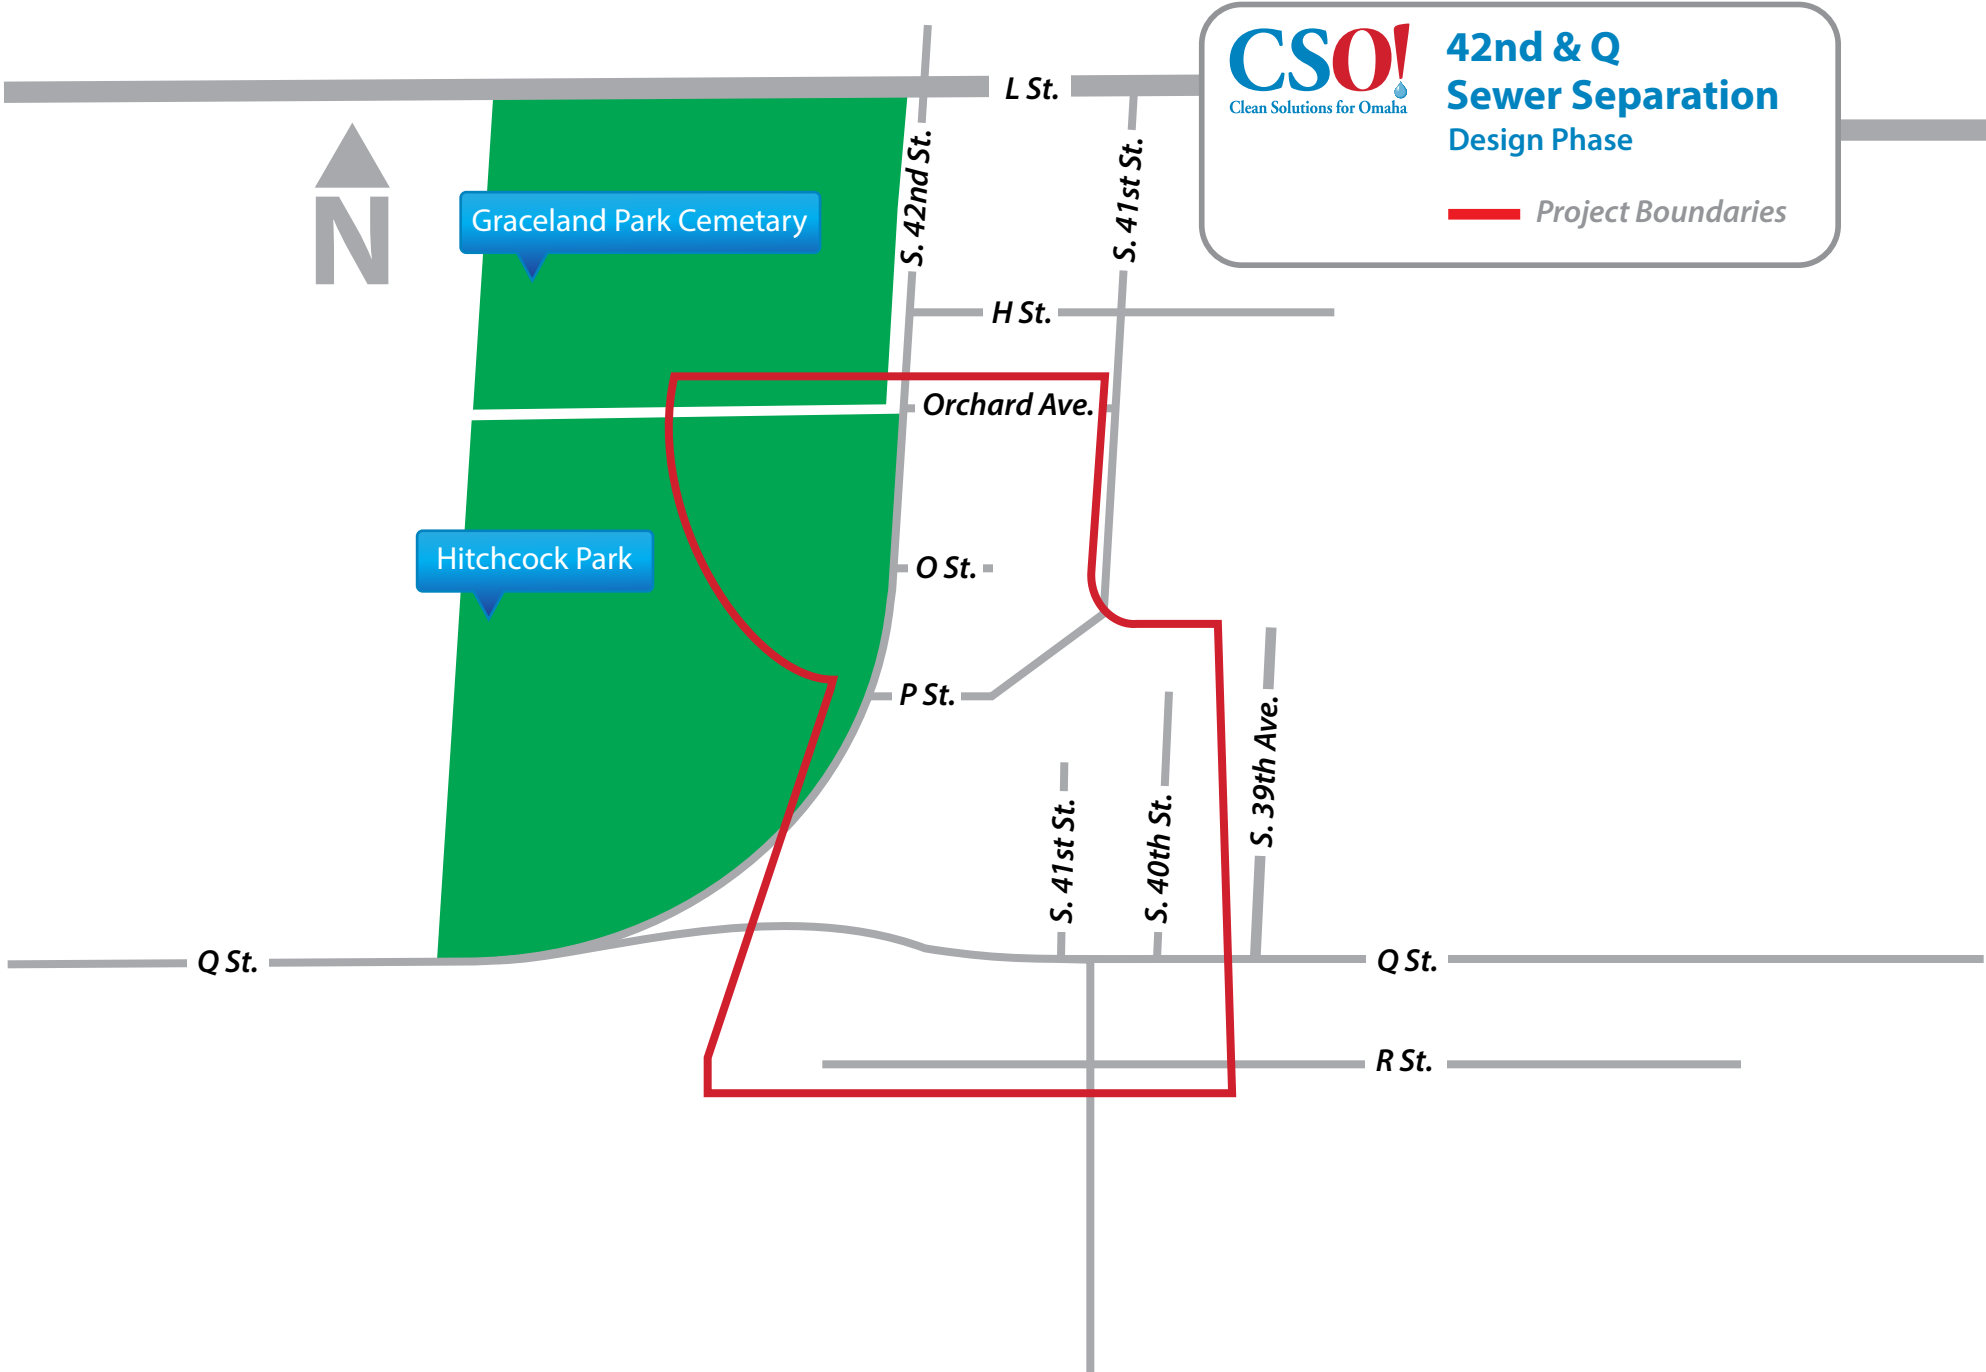 CSO!
Clean Solutions for Omaha
42nd & Q
Sewer Separation
Design Phase
Project Boundaries
L St.
N
S. 42nd St.
S. 41st St.
Graceland Park Cemetary
H St.
Orchard Ave.
Hitchcock Park
O St.
P St.
S. 39th Ave.
S. 41st St.
S. 40th St.
Q St.
Q St.
R St.